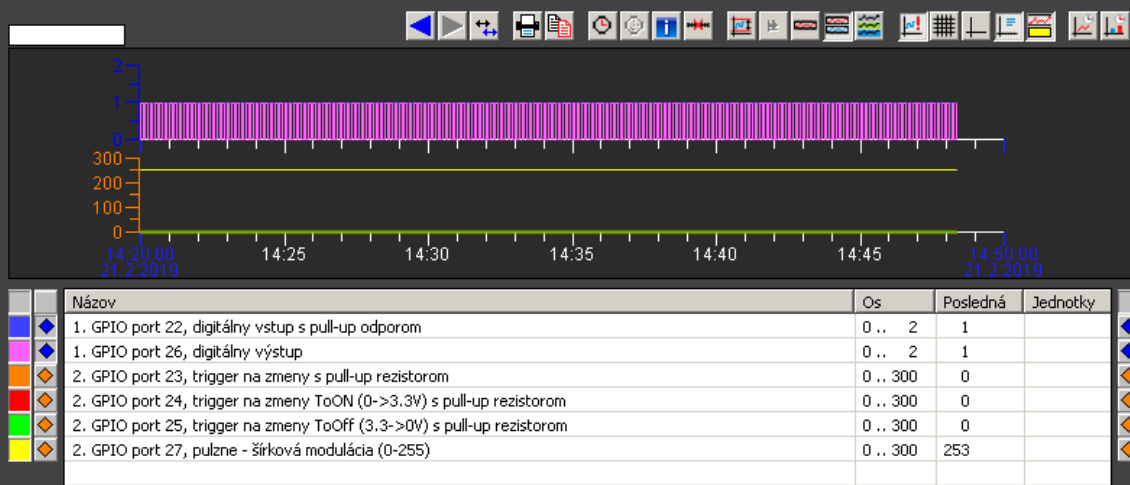 2
1
0
300
200
100
0
14:20:00 14:25 14:30 14:35 14:40 14:45 14:50:00
21.2.2019 21.2.2019
Názov Os Posledná Jednotky
1. GPIO port 22, digitálny vstup s pull-up odporom 0 .. 2 1
1. GPIO port 26, digitálny výstup 0 .. 2 1
2. GPIO port 23, trigger na zmeny s pull-up rezistorom 0 .. 300 0
2. GPIO port 24, trigger na zmeny ToON (0->3.3V) s pull-up rezistorom 0 .. 300 0
2. GPIO port 25, trigger na zmeny ToOff (3.3->0V) s pull-up rezistorom 0 .. 300 0
2. GPIO port 27, pulzne - šírková modulácia (0-255) 0 .. 300 253